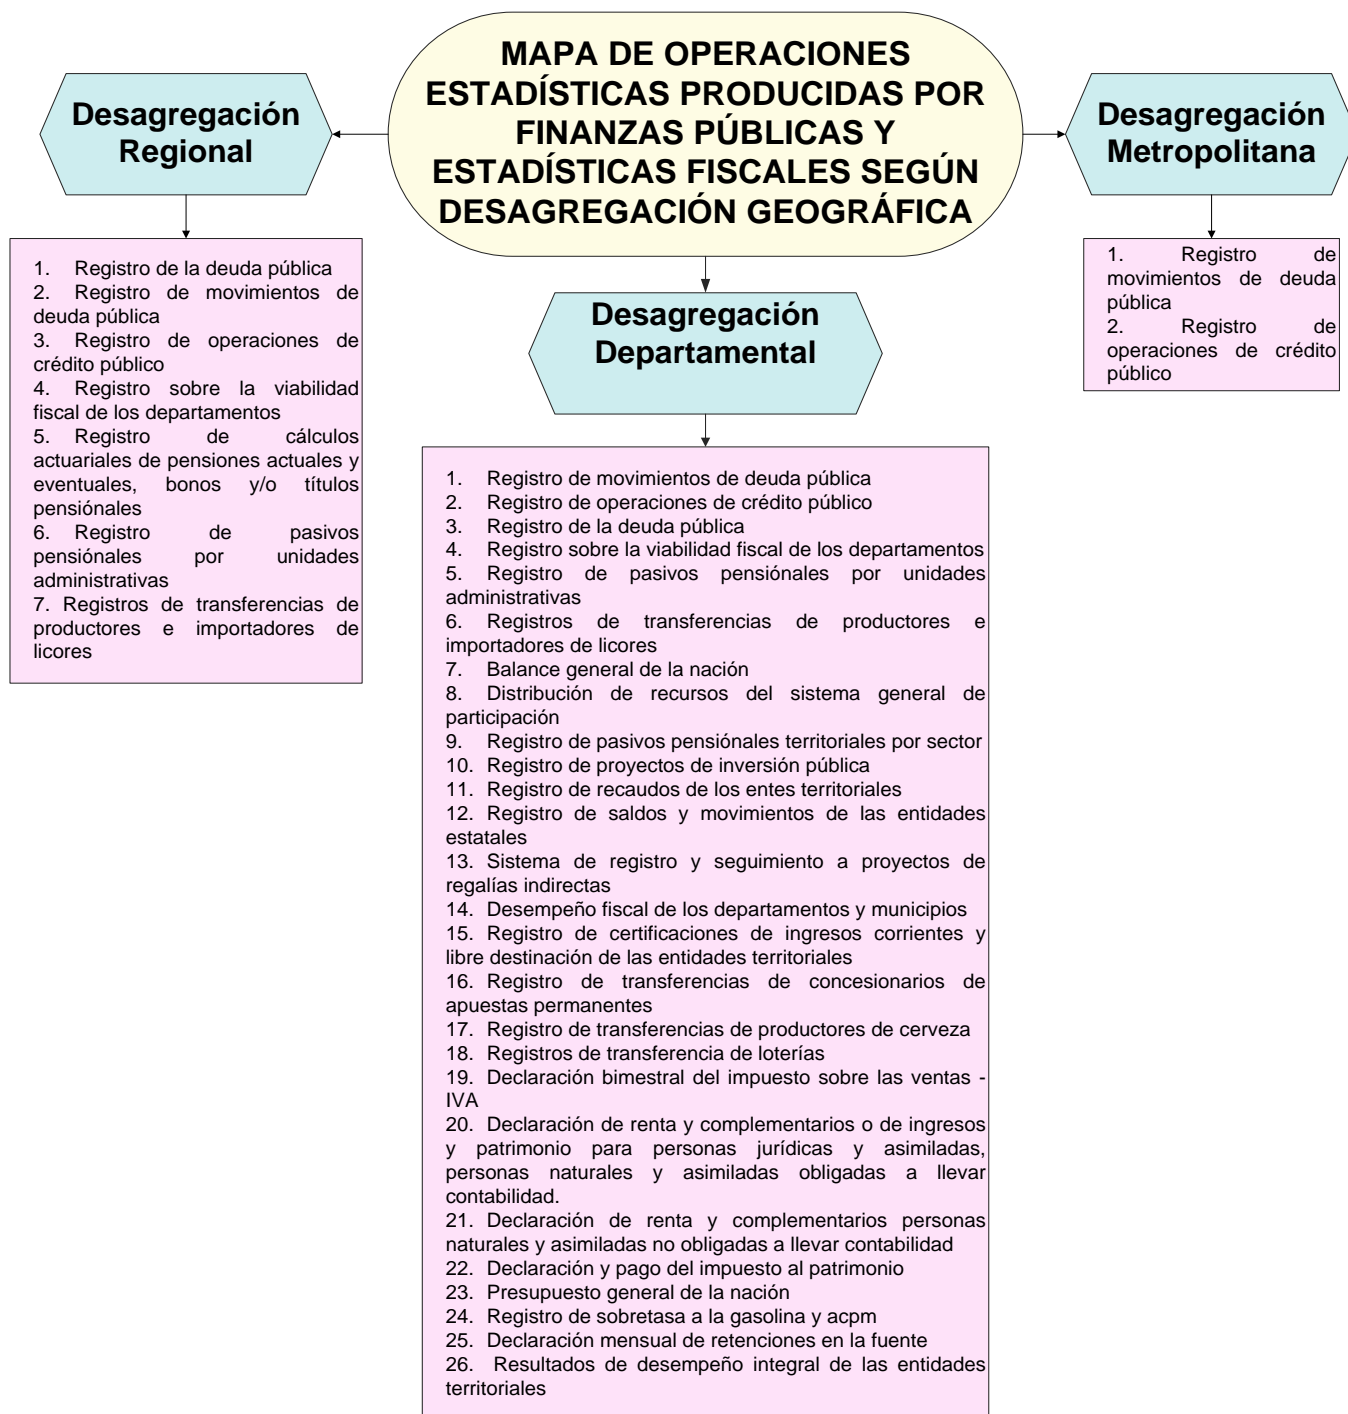 MAPA DE OPERACIONES
ESTADÍSTICAS PRODUCIDAS POR
FINANZAS PÚBLICAS Y
ESTADÍSTICAS FISCALES SEGÚN
DESAGREGACIÓN GEOGRÁFICA
Desagregación
Regional
1. Registro de la deuda pública
2. Registro de movimientos de
deuda pública
3. Registro de operaciones de
crédito público
4. Registro sobre la viabilidad
fiscal de los departamentos
5. Registro de cálculos
actuariales de pensiones actuales y
eventuales, bonos y/o títulos
pensiónales
6. Registro de pasivos
pensiónales por unidades
administrativas
7. Registros de transferencias de
productores e importadores de
licores
Desagregación
Departamental
1. Registro de movimientos de deuda pública
2. Registro de operaciones de crédito público
3. Registro de la deuda pública
4. Registro sobre la viabilidad fiscal de los departamentos
5. Registro de pasivos pensiónales por unidades
administrativas
6. Registros de transferencias de productores e
importadores de licores
7. Balance general de la nación
8. Distribución de recursos del sistema general de
participación
9. Registro de pasivos pensiónales territoriales por sector
10. Registro de proyectos de inversión pública
11. Registro de recaudos de los entes territoriales
12. Registro de saldos y movimientos de las entidades
estatales
13. Sistema de registro y seguimiento a proyectos de
regalías indirectas
14. Desempeño fiscal de los departamentos y municipios
15. Registro de certificaciones de ingresos corrientes y
libre destinación de las entidades territoriales
16. Registro de transferencias de concesionarios de
apuestas permanentes
17. Registro de transferencias de productores de cerveza
18. Registros de transferencia de loterías
19. Declaración bimestral del impuesto sobre las ventas -
IVA
20. Declaración de renta y complementarios o de ingresos
y patrimonio para personas jurídicas y asimiladas,
personas naturales y asimiladas obligadas a llevar
contabilidad.
21. Declaración de renta y complementarios personas
naturales y asimiladas no obligadas a llevar contabilidad
22. Declaración y pago del impuesto al patrimonio
23. Presupuesto general de la nación
24. Registro de sobretasa a la gasolina y acpm
25. Declaración mensual de retenciones en la fuente
26. Resultados de desempeño integral de las entidades
territoriales
Desagregación
Metropolitana
1. Registro de
movimientos de deuda
pública
2. Registro de
operaciones de crédito
público